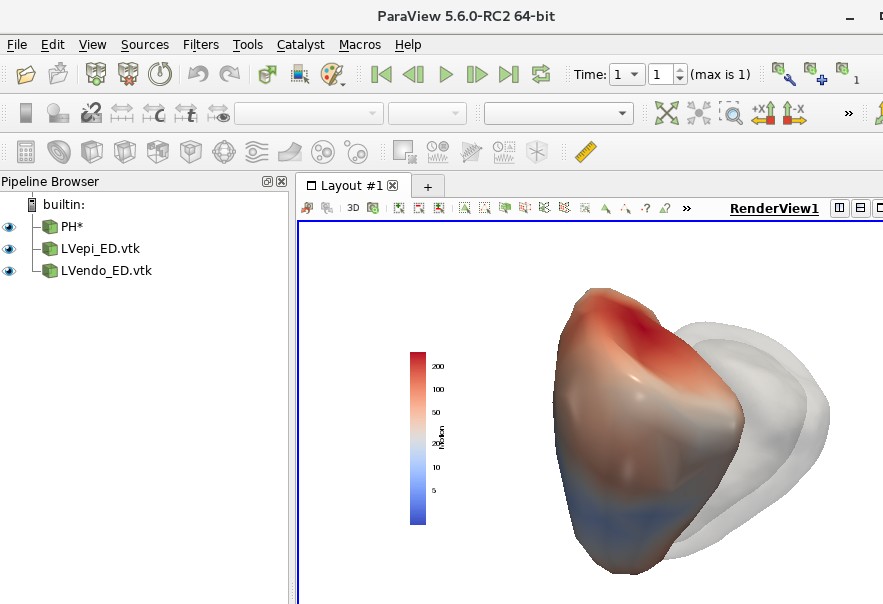 ParaView 5.6.0-RC2 64-bit
File Edit View Sources Filters Tools Catalyst Macros Help
Time: 1 1 (max is 1) 1
+X -X »
Pipeline Browser
Layout #1 +
builtin:
3D » RenderView1
PH*
LVepi_ED.vtk
LVendo_ED.vtk
200
100
50
20
Motion
10
5